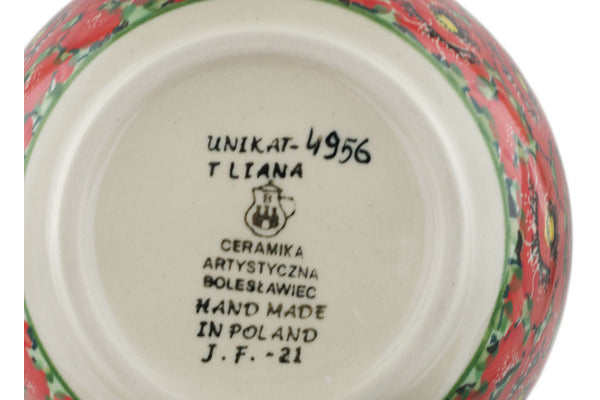 UNIKAT-4956
T LIANA
CERAMIKA
ARTYSTYCZNA
BOLESŁAWIEC
HAND MADE
IN POLAND
J.F.-21